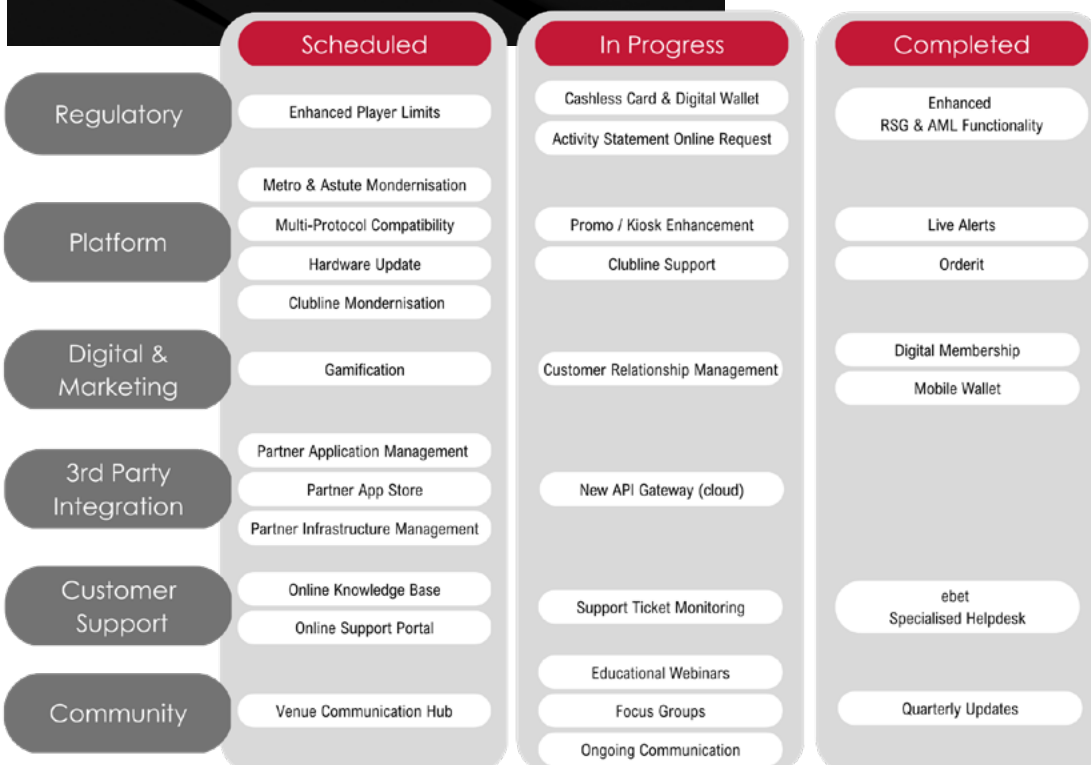 Scheduled
In Progress
Completed
Regulatory
Enhanced Player Limits
Cashless Card & Digital Wallet
Activity Statement Online Request
Enhanced
RSG & AML Functionality
Platform
Metro & Astute Mondernisation
Multi-Protocol Compatibility
Hardware Update
Clubline Mondernisation
Promo / Kiosk Enhancement
Clubline Support
Live Alerts
Orderit
Digital &
Marketing
Gamification
Customer Relationship Management
Digital Membership
Mobile Wallet
3rd Party
Integration
Partner Application Management
Partner App Store
Partner Infrastructure Management
New API Gateway (cloud)
Customer
Support
Online Knowledge Base
Online Support Portal
Support Ticket Monitoring
ebet
Specialised Helpdesk
Community
Venue Communication Hub
Educational Webinars
Focus Groups
Ongoing Communication
Quarterly Updates